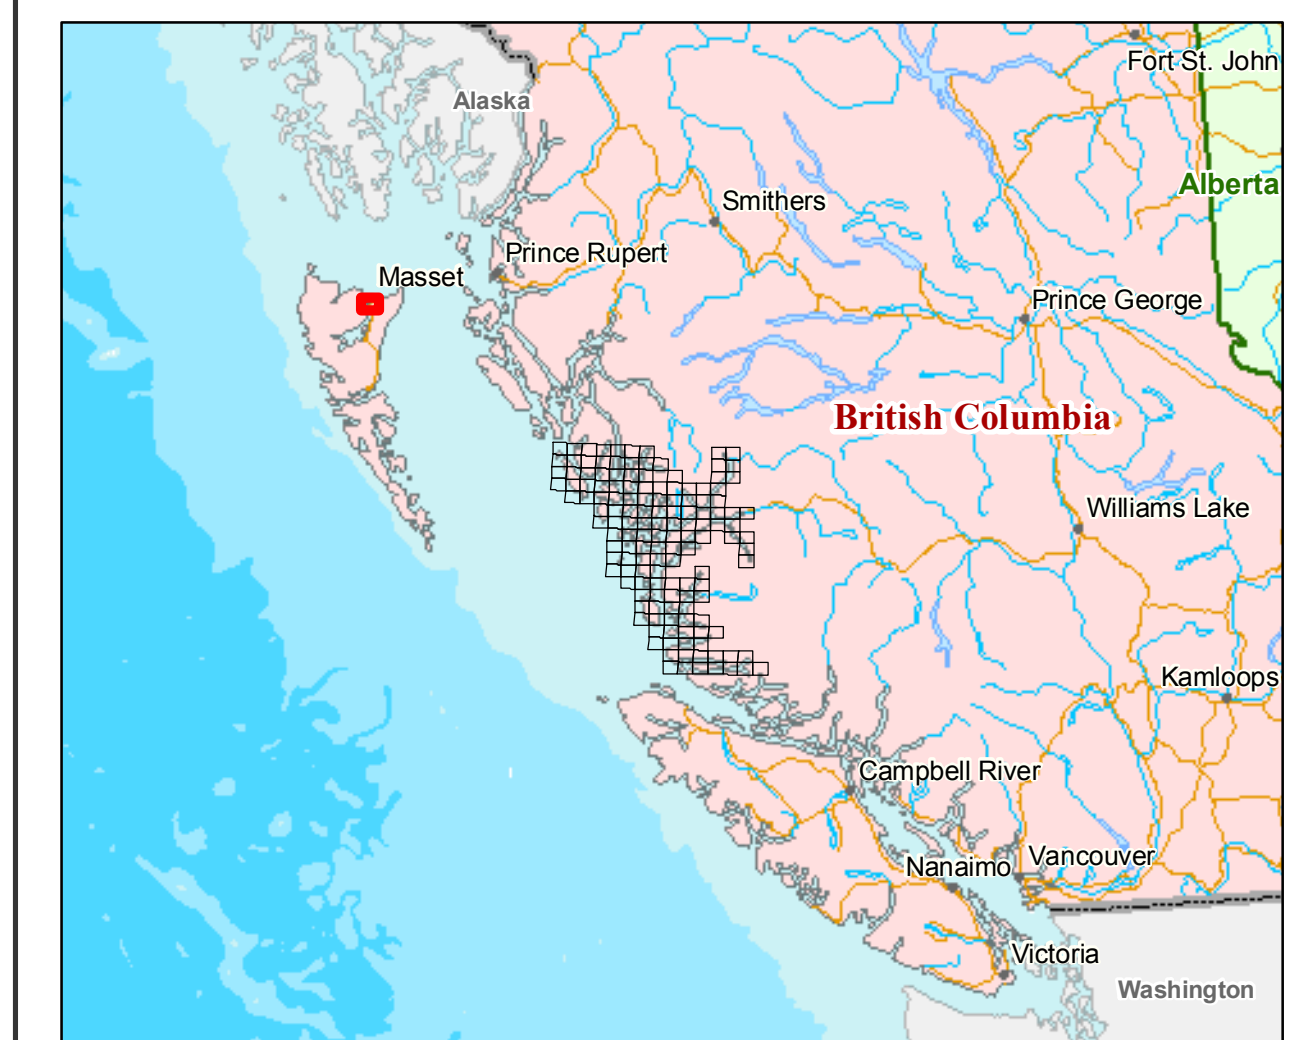 Fort St. John
Alaska
Alberta
Smithers
Prince Rupert
Masset
Prince George
British Columbia
Williams Lake
Kamloops
Campbell River
Vancouver
Nanaimo
Victoria
Washington